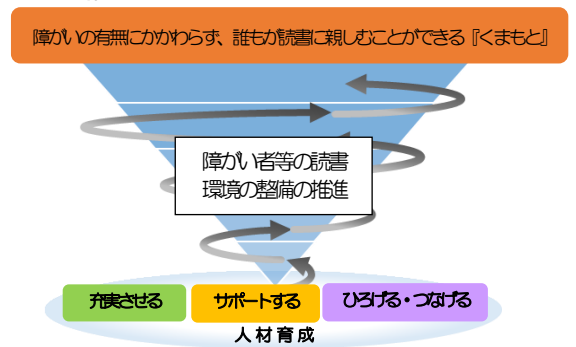 障がいの有無にかかわらず、誰もが読書に親しむことができる『くまもと』
障がい者等の読書
環境の整備の推進
充実させる
サポートする
ひろげる・つなげる
人材育成